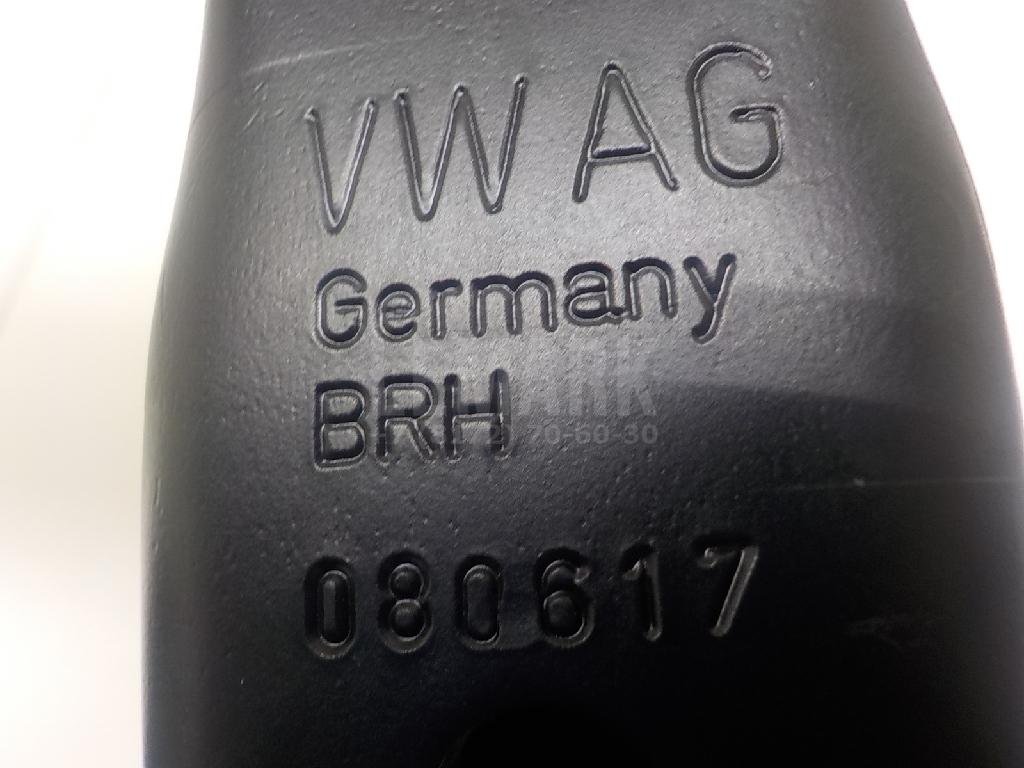 VW AG
Germany
BRH
080617